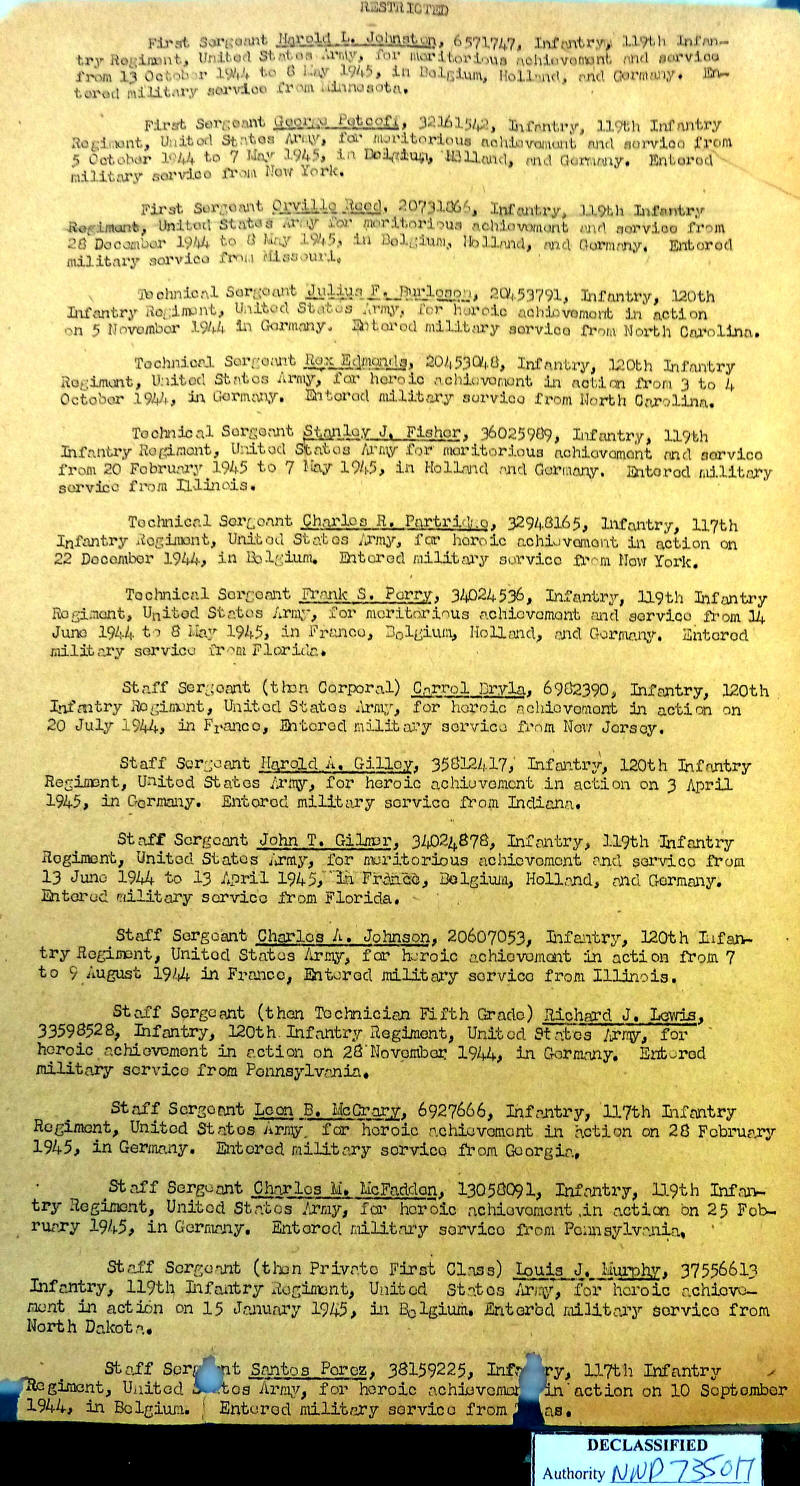 RESTRICTED
First Sergeant Harold L. Johnston, 6571747, Infantry, 119th Infan-
try Regiment, United States Army, for meritorious achievement and service
from 13 October 1944 to 8 May 1945, in Belgium, Holland, and Germany. En-
tered military service from Minnesota.
First Sergeant George Petcoff, 32161542, Infantry, 119th Infantry
Regiment, United States Army, for meritorious achievement and service from
5 October 1944 to 7 May 1945, in Belgium, Holland, and Germany. Entered
military service from New York.
First Sergeant Orville Reed, 20731866, Infantry, 119th Infantry
Regiment, United States Army for meritorious achievement and service from
28 December 1944 to 8 May 1945, in Belgium, Holland, and Germany. Entered
military service from Missouri.
Technical Sergeant Julius F. Burleson, 20453791, Infantry, 120th
Infantry Regiment, United States Army, for heroic achievement in action
on 5 November 1944 in Germany. Entered military service from North Carolina.
Technical Sergeant Rex Edmonds, 20453048, Infantry, 120th Infantry
Regiment, United States Army, for heroic achievement in action from 3 to 4
October 1944, in Germany. Entered military service from North Carolina.
Technical Sergeant Stanley J. Fisher, 36025989, Infantry, 119th
Infantry Regiment, United States Army for meritorious achievement and service
from 20 February 1945 to 7 May 1945, in Holland and Germany. Entered military
service from Illinois.
Technical Sergeant Charles R. Partridge, 32948165, Infantry, 117th
Infantry Regiment, United States Army, for heroic achievement in action on
22 December 1944, in Belgium. Entered military service from New York.
Technical Sergeant Frank S. Perry, 34024536, Infantry, 119th Infantry
Regiment, United States Army, for meritorious achievement and service from 14
June 1944 to 8 May 1945, in France, Belgium, Holland, and Germany. Entered
military service from Florida.
Staff Sergeant (then Corporal) Carrol Bryla, 6982390, Infantry, 120th
Infantry Regiment, United States Army, for heroic achievement in action on
20 July 1944, in France, Entered military service from New Jersey.
Staff Sergeant Harold A. Gilley, 35812417, Infantry, 120th Infantry
Regiment, United States Army, for heroic achievement in action on 3 April
1945, in Germany. Entered military service from Indiana.
Staff Sergeant John T. Gilmer, 34024878, Infantry, 119th Infantry
Regiment, United States Army, for meritorious achievement and service from
13 June 1944 to 13 April 1945, in France, Belgium, Holland, and Germany.
Entered military service from Florida.
Staff Sergeant Charles A. Johnson, 20607053, Infantry, 120th Infan-
try Regiment, United States Army, for heroic achievement in action from 7
to 9 August 1944 in France, Entered military service from Illinois.
Staff Sergeant (then Technician Fifth Grade) Richard J. Lewis,
33598528, Infantry, 120th Infantry Regiment, United States Army, for
heroic achievement in action on 28 November 1944, in Germany. Entered
military service from Pennsylvania.
Staff Sergeant Leon B. McCrary, 6927666, Infantry, 117th Infantry
Regiment, United States Army, for heroic achievement in action on 28 February
1945, in Germany. Entered military service from Georgia.
Staff Sergeant Charles M. McFadden, 13058091, Infantry, 119th Infan-
try Regiment, United States Army, for heroic achievement in action on 25 Feb-
ruary 1945, in Germany. Entered military service from Pennsylvania.
Staff Sergeant (then Private First Class) Louis J. Murphy, 37556613
Infantry, 119th Infantry Regiment, United States Army, for heroic achieve-
ment in action on 15 January 1945, in Belgium. Entered military service from
North Dakota.
Staff Serg nt Santos Perez, 38159225, Inf ry, 117th Infantry
Regiment, United S tes Army, for heroic achievemen in action on 10 September
1944, in Belgium. Entered military service from as.
DECLASSIFIED
Authority NND 735017